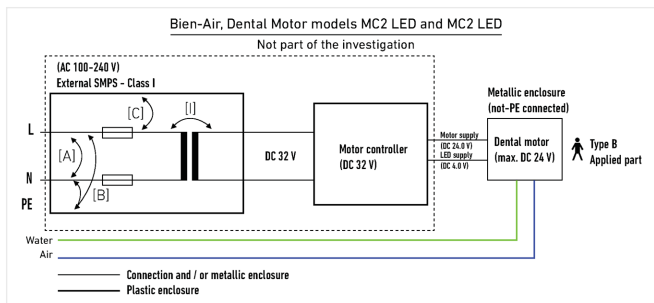 Bien-Air, Dental Motor models MC2 LED and MC2 LED
Not part of the investigation
(AC 100-240 V)
External SMPS - Class I
[C]
[I]
L
[A]
N
[B]
PE
DC 32 V
Motor controller
(DC 32 V)
Motor supply
(DC 24.0 V)
LED supply
(DC 4.0 V)
Metallic enclosure
(not-PE connected)
Dental motor
(max. DC 24 V)
Type B
Applied part
Water
Air
Connection and / or metallic enclosure
Plastic enclosure